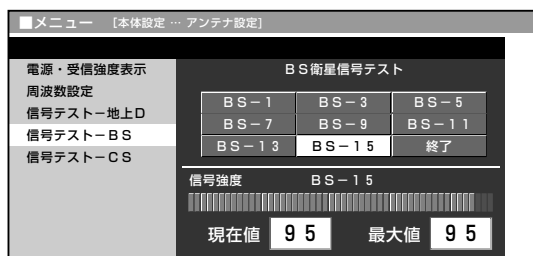 ■メニュー [本体設定 … アンテナ設定]
電源・受信強度表示
周波数設定
信号テスト－地上D
信号テスト－BS
信号テスト－CS
BS衛星信号テスト
BS－1 BS－3 BS－5
BS－7 BS－9 BS－11
BS－13 BS－15 終了
信号強度 BS－15
現在値 95 最大値 95